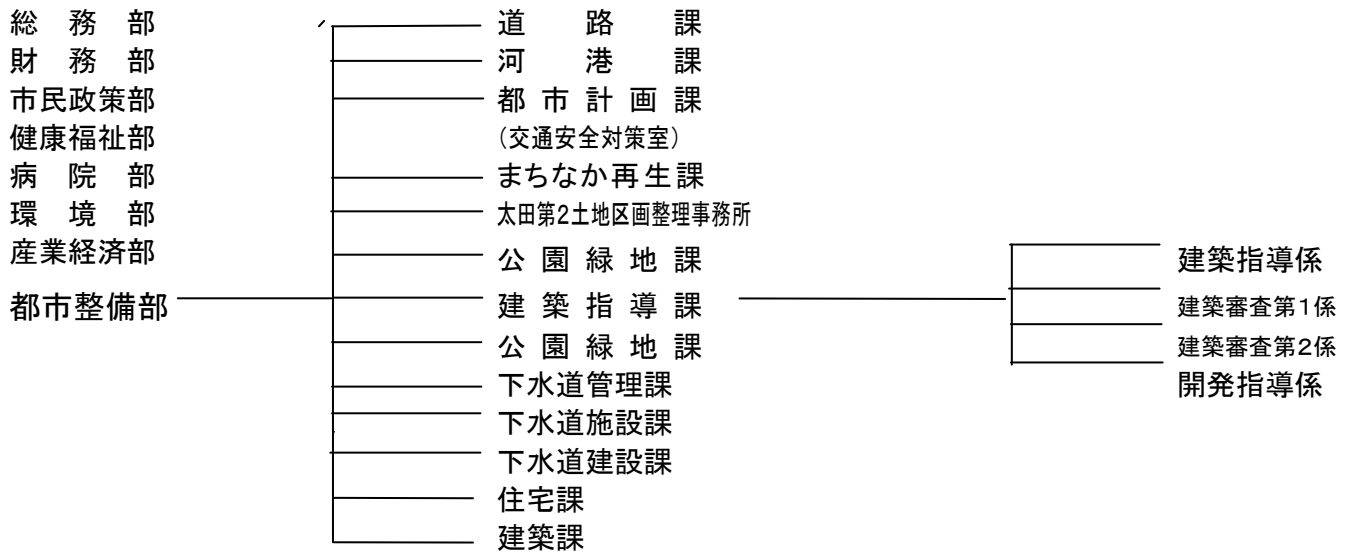 総務部
財務部
市民政策部
健康福祉部
病院部
環境部
産業経済部
都市整備部
道路課
河港課
都市計画課
(交通安全対策室)
まちなか再生課
太田第2土地区画整理事務所
公園緑地課
建築指導課
公園緑地課
下水道管理課
下水道施設課
下水道建設課
住宅課
建築課
建築指導係
建築審査第1係
建築審査第2係
開発指導係